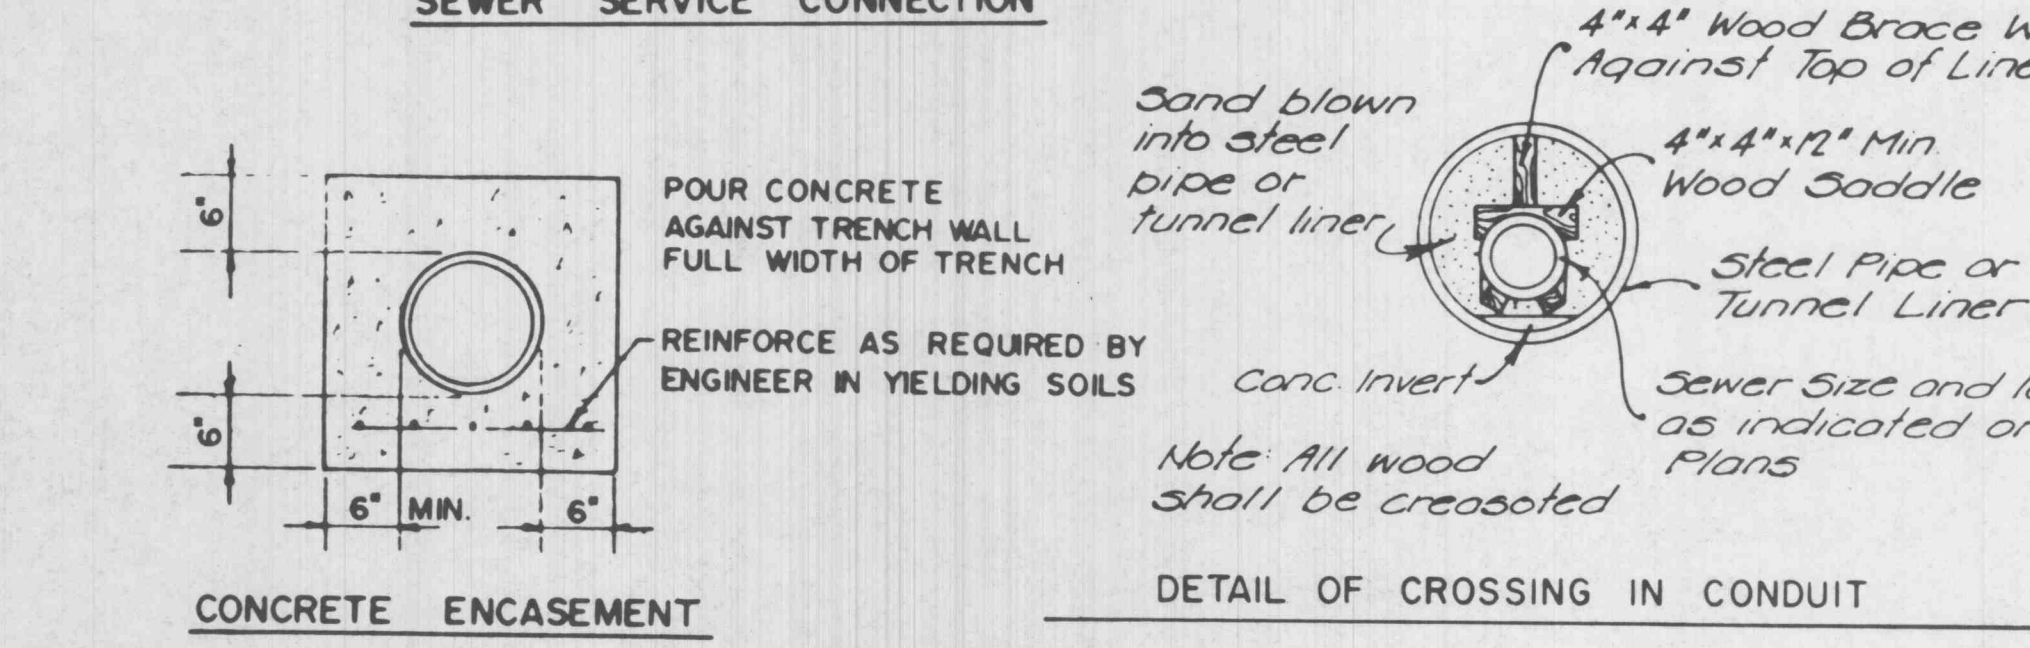 SEWER SERVICE CONNECTION
6"
6"
6" MIN.
6"
POUR CONCRETE
AGAINST TRENCH WALL
FULL WIDTH OF TRENCH
REINFORCE AS REQUIRED BY
ENGINEER IN YIELDING SOILS
CONCRETE ENCASEMENT
4"x4" Wood Brace
Against Top of
Sand blown
into steel
pipe or
tunnel liner
4"x4"x12" Min.
Wood Saddle
Steel Pipe or
Tunnel Liner
Conc. Invert
Sewer Size and
as indicated
Plans
Note: All wood
shall be creasoted
DETAIL OF CROSSING IN CONDUIT